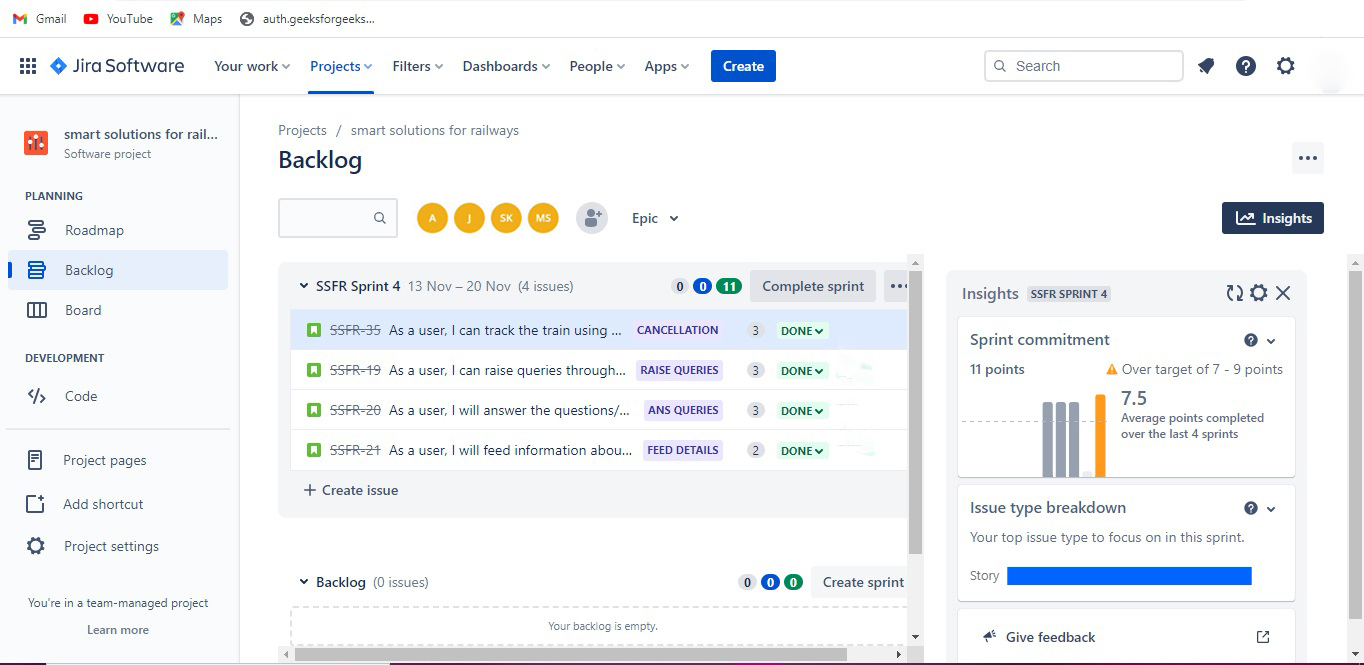 Gmail YouTube Maps auth.geeksforgeeks...
Jira Software Your work Projects Filters Dashboards People Apps Create Search
smart solutions for rail...
Software project
PLANNING
Roadmap
Backlog
Board
DEVELOPMENT
Code
Project pages
Add shortcut
Project settings
You're in a team-managed project
Learn more
Projects / smart solutions for railways
Backlog
A J SK MS Epic Insights
SSFR Sprint 4 13 Nov – 20 Nov (4 issues) 0 0 11 Complete sprint
SSFR-35 As a user, I can track the train using ... CANCELLATION 3 DONE
SSFR-19 As a user, I can raise queries through... RAISE QUERIES 3 DONE
SSFR-20 As a user, I will answer the questions/... ANS QUERIES 3 DONE
SSFR-21 As a user, I will feed information abou... FEED DETAILS 2 DONE
+ Create issue
Backlog (0 issues) 0 0 0 Create sprint
Your backlog is empty.
Insights SSFR SPRINT 4
Sprint commitment
11 points Over target of 7 - 9 points
7.5
Average points completed
over the last 4 sprints
Issue type breakdown
Your top issue type to focus on in this sprint.
Story
Give feedback